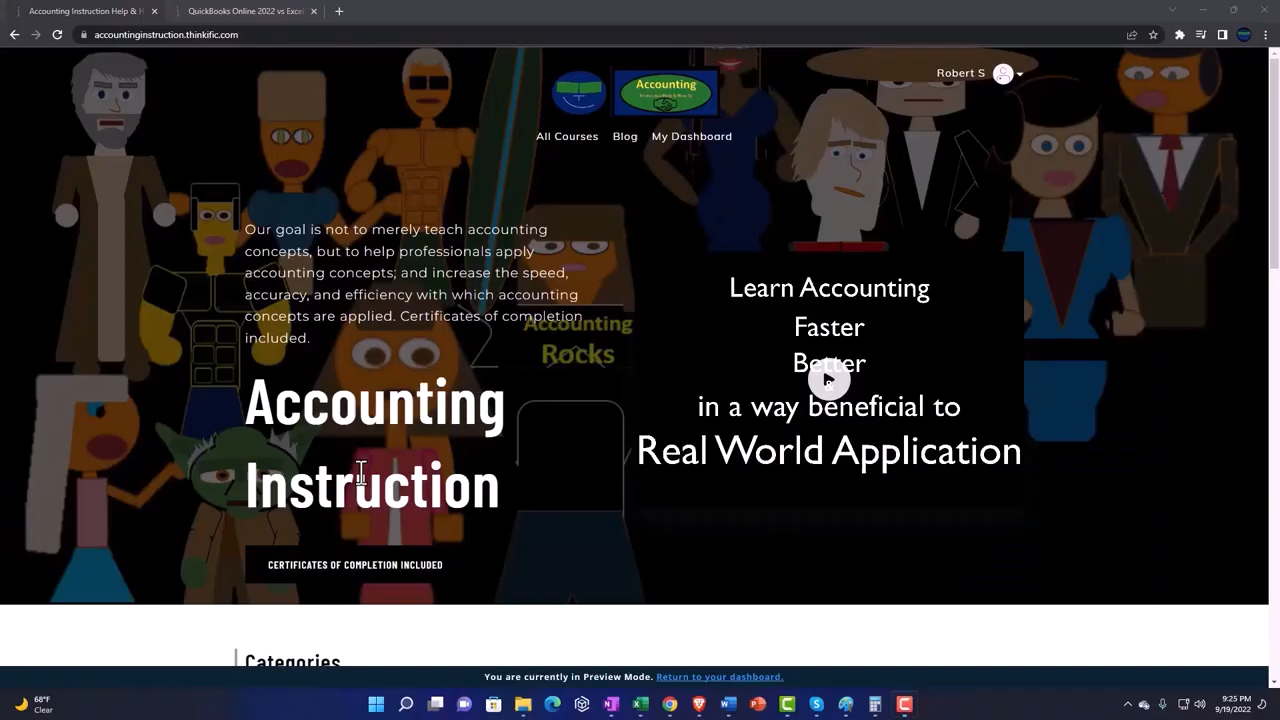 Accounting Instruction Help & H
QuickBooks Online 2022 vs Exce
accountinginstruction.thinkific.com
Robert S
Accounting
All Courses
Blog
My Dashboard
Our goal is not to merely teach accounting
concepts, but to help professionals apply
accounting concepts; and increase the speed,
accuracy, and efficiency with which accounting
concepts are applied. Certificates of completion
included.
Accounting
Rocks
Learn Accounting
Faster
Better
&
in a way beneficial to
Real World Application
Accounting
Instruction
CERTIFICATES OF COMPLETION INCLUDED
Categories
You are currently in Preview Mode. Return to your dashboard.
68°F
Clear
9:25 PM
9/19/2022